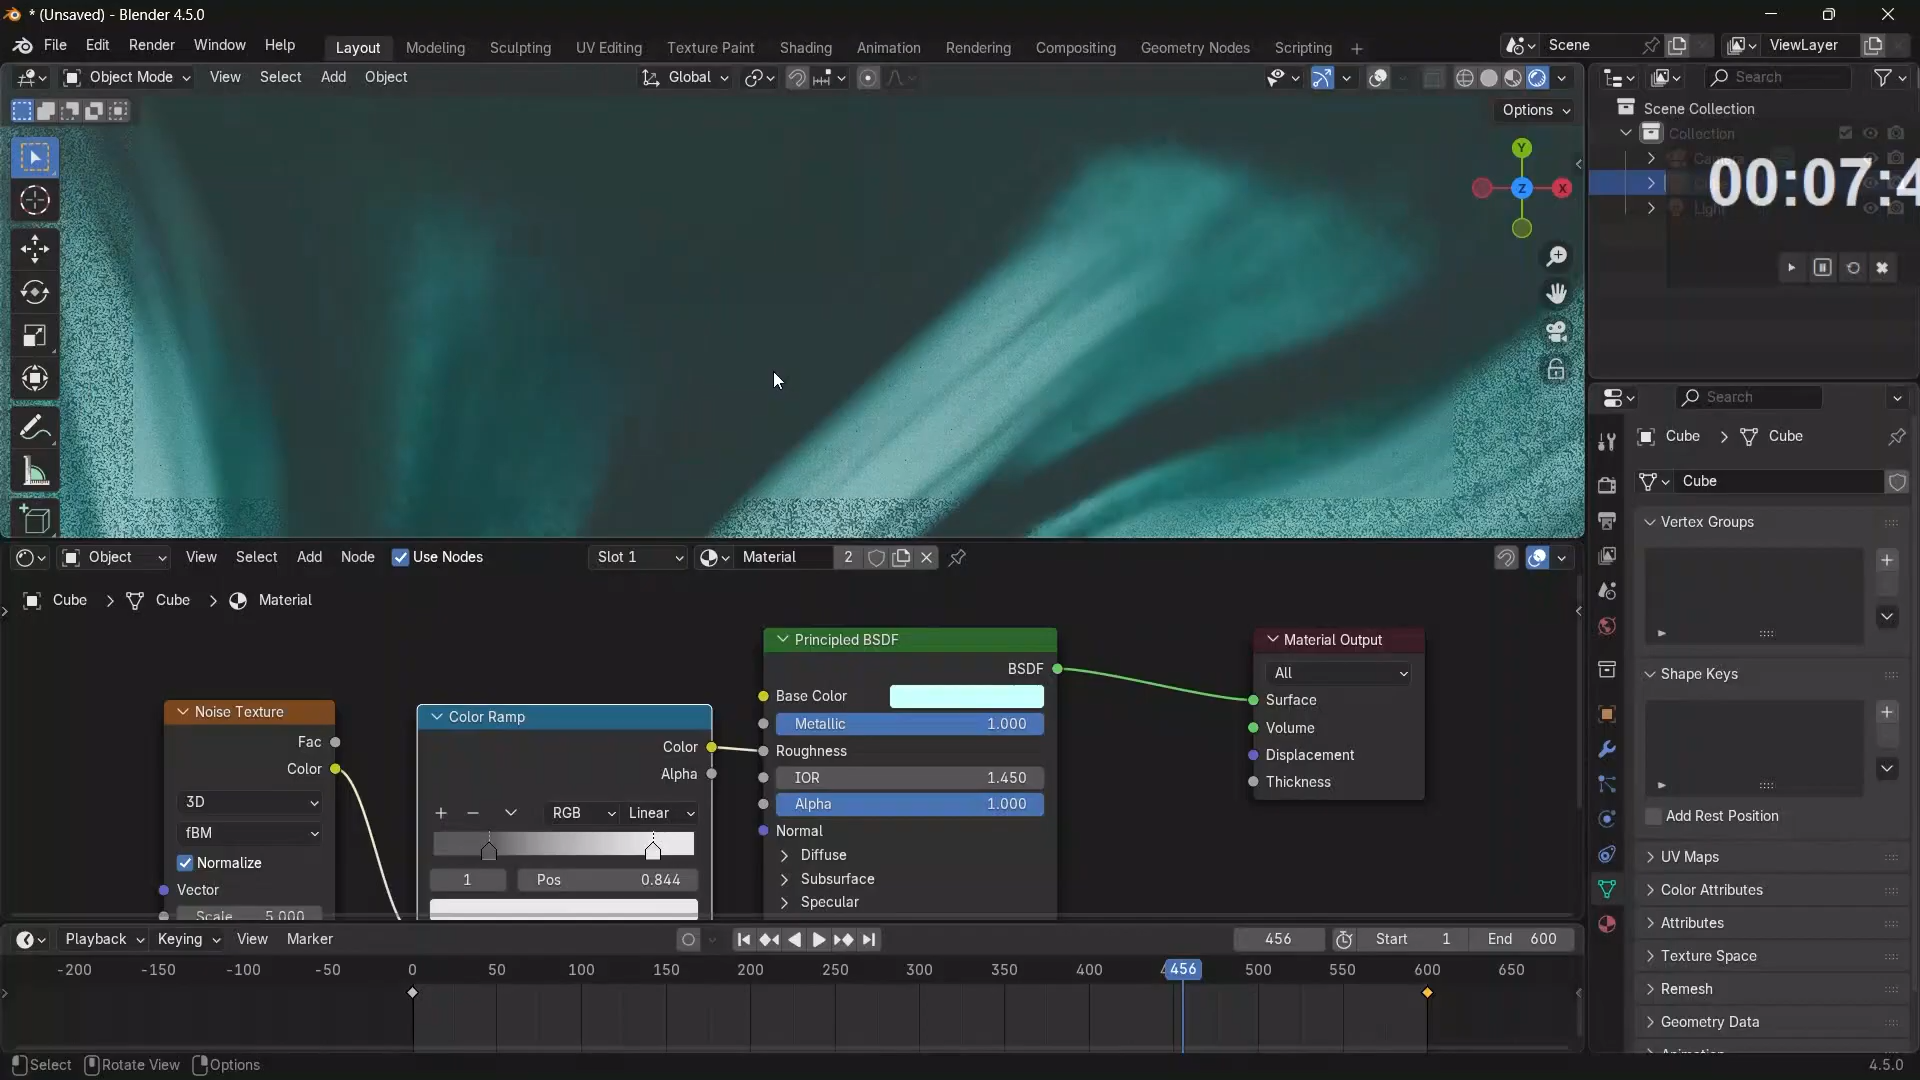 * (Unsaved) - Blender 4.5.0
File Edit Render Window Help Layout Modeling Sculpting UV Editing Texture Paint Shading Animation Rendering Compositing Geometry Nodes Scripting + Scene ViewLayer
Object Mode View Select Add Object Global Search
Options
Scene Collection
Collection
Light
00:07:4
Y
Z X
Search
Cube > Cube
Cube
Vertex Groups
Shape Keys
Add Rest Position
UV Maps
Color Attributes
Attributes
Texture Space
Remesh
Geometry Data
Object View Select Add Node Use Nodes Slot 1 Material 2
Cube > Cube > Material
Noise Texture
Fac
Color
3D
fBM
Normalize
Vector
Scale 5.000
Color Ramp
Color
Alpha
+ − RGB Linear
1 Pos 0.844
Principled BSDF
BSDF
Base Color
Metallic 1.000
Roughness
IOR 1.450
Alpha 1.000
Normal
Diffuse
Subsurface
Specular
Material Output
All
Surface
Volume
Displacement
Thickness
Playback Keying View Marker 456 Start 1 End 600
-200 -150 -100 -50 0 50 100 150 200 250 300 350 400 456 500 550 600 650
Select Rotate View Options 4.5.0